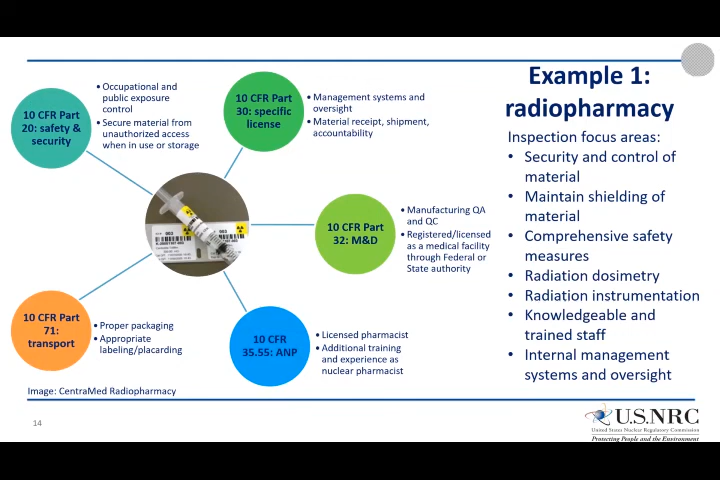 Example 1:
radiopharmacy
10 CFR Part
20: safety &
security
• Occupational and
public exposure
control
• Secure material from
unauthorized access
when in use or storage
10 CFR Part
30: specific
license
• Management systems and
oversight
• Material receipt, shipment,
accountability
10 CFR Part
32: M&D
• Manufacturing QA
and QC
• Registered/licensed
as a medical facility
through Federal or
State authority
10 CFR Part
71:
transport
• Proper packaging
• Appropriate
labeling/placarding
10 CFR
35.55: ANP
• Licensed pharmacist
• Additional training
and experience as
nuclear pharmacist
Inspection focus areas:
• Security and control of
material
• Maintain shielding of
material
• Comprehensive safety
measures
• Radiation dosimetry
• Radiation instrumentation
• Knowledgeable and
trained staff
• Internal management
systems and oversight
Image: CentraMed Radiopharmacy
14
U.S.NRC
United States Nuclear Regulatory Commission
Protecting People and the Environment